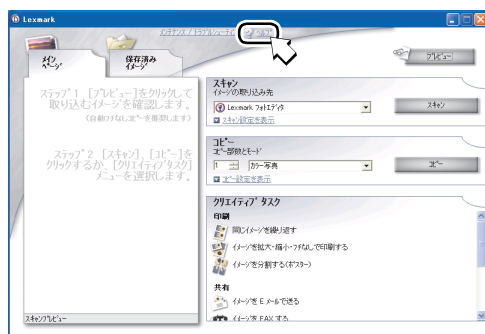 Lexmark
メンテナンス / トラブルシューティング
ヘルプ
メイン
ページ
保存済み
イメージ
プレビュー
ステップ 1 [プレビュー]をクリックして
取り込むイメージを確認します。
(自動フチなしコピーを推奨します)
ステップ 2 [スキャン]、[コピー]を
クリックするか、[クリエイティブ タスク]
メニューを選択します。
スキャンプレビュー
スキャン
イメージの取り込み先
Lexmark フォトエディタ
スキャン
スキャン設定を表示
コピー
コピー部数とモード
1
カラー写真
コピー
コピー設定を表示
クリエイティブ タスク
印刷
同じイメージを繰り返す
イメージを拡大・縮小・フチなしで印刷する
イメージを分割する(ポスター)
共有
イメージを E メールで送る
イメージを FAX する